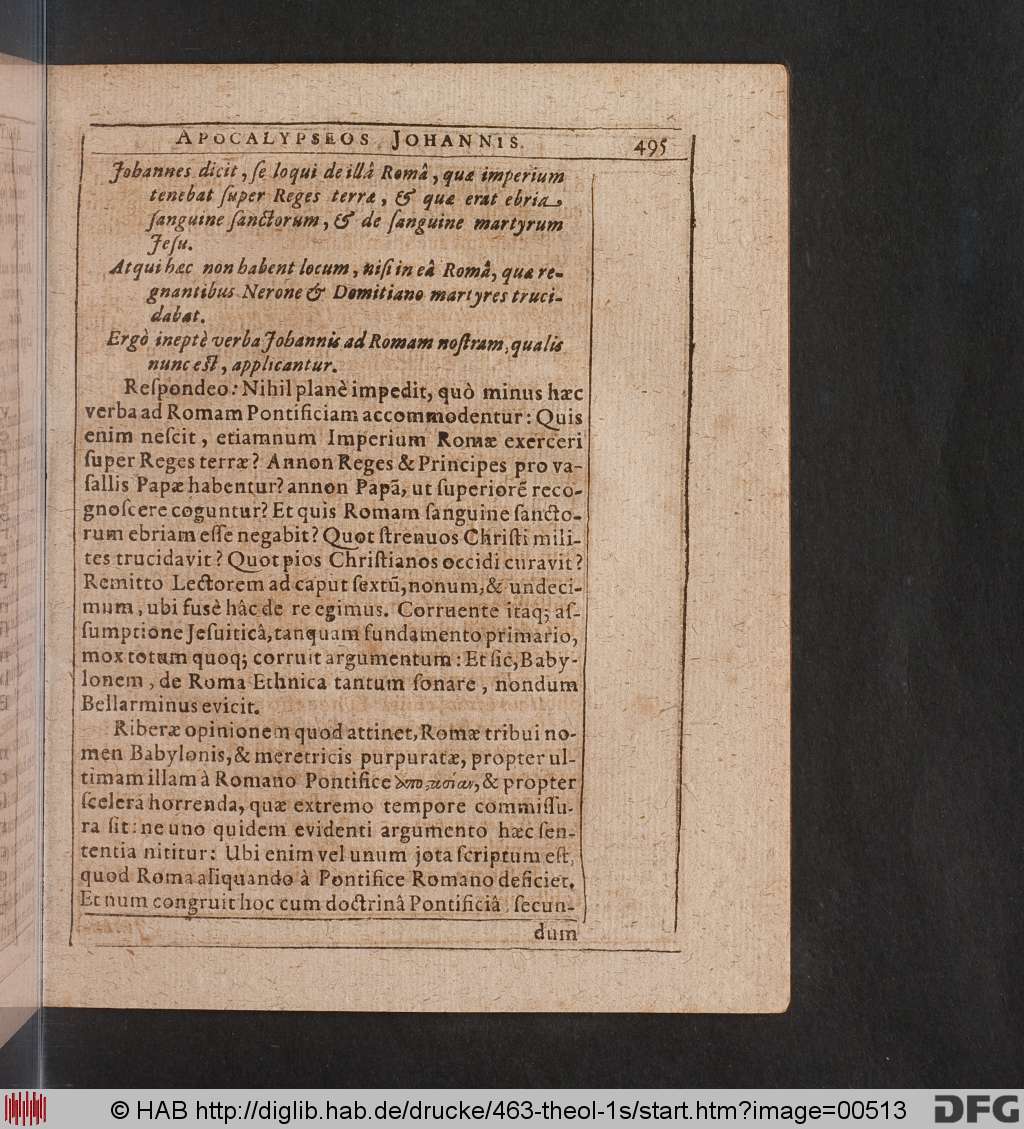 APOCALYPSEOS JOHANNIS. 495
Johannes dicit, ſe loqui de illâ Româ, quæ imperium
tenebat ſuper Reges terræ, & quæ erat ebria
ſanguine ſanctorum, & de ſanguine martyrum
Jeſu.
Atqui hæc non habent locum, niſi in eâ Româ, quæ re-
gnantibus Nerone & Domitiano martyres truci-
dabat.
Ergò ineptè verba Johannis ad Romam noſtram, qualis
nunc eſt, applicantur.
Reſpondeo: Nihil planè impedit, quò minus hæc
verba ad Romam Pontificiam accommodentur: Quis
enim neſcit, etiamnum Imperium Romæ exerceri
ſuper Reges terræ? Annon Reges & Principes pro va-
ſallis Papæ habentur? annon Papã, ut ſuperiorẽ reco-
gnoſcere coguntur? Et quis Romam ſanguine ſancto-
rum ebriam eſſe negabit? Quot ſtrenuos Chriſti mili-
tes trucidavit? Quot pios Chriſtianos occidi curavit?
Remitto Lectorem ad caput ſextũ, nonum, & undeci-
mum, ubi fusè hâc de re egimus. Corruente itaq; aſ-
ſumptione Jeſuiticâ, tanquam fundamento primario,
mox totum quoq; corruit argumentum: Et ſic, Baby-
lonem, de Roma Ethnica tantum ſonare, nondum
Bellarminus evicit.
Riberæ opinionem quod attinet, Romæ tribui no-
men Babylonis, & meretricis purpuratæ, propter ul-
timam illam à Romano Pontifice & propter
ſcelera horrenda, quæ extremo tempore commiſſu-
ra ſit: ne uno quidem evidenti argumento hæc ſen-
tentia nititur: Ubi enim vel unum jota ſcriptum eſt,
quod Roma aliquando à Pontifice Romano deficiet.
Et num congruit hoc cum doctrinâ Pontificiâ, ſecun-
dum
© HAB http://diglib.hab.de/drucke/463-theol-1s/start.htm?image=00513 DFG